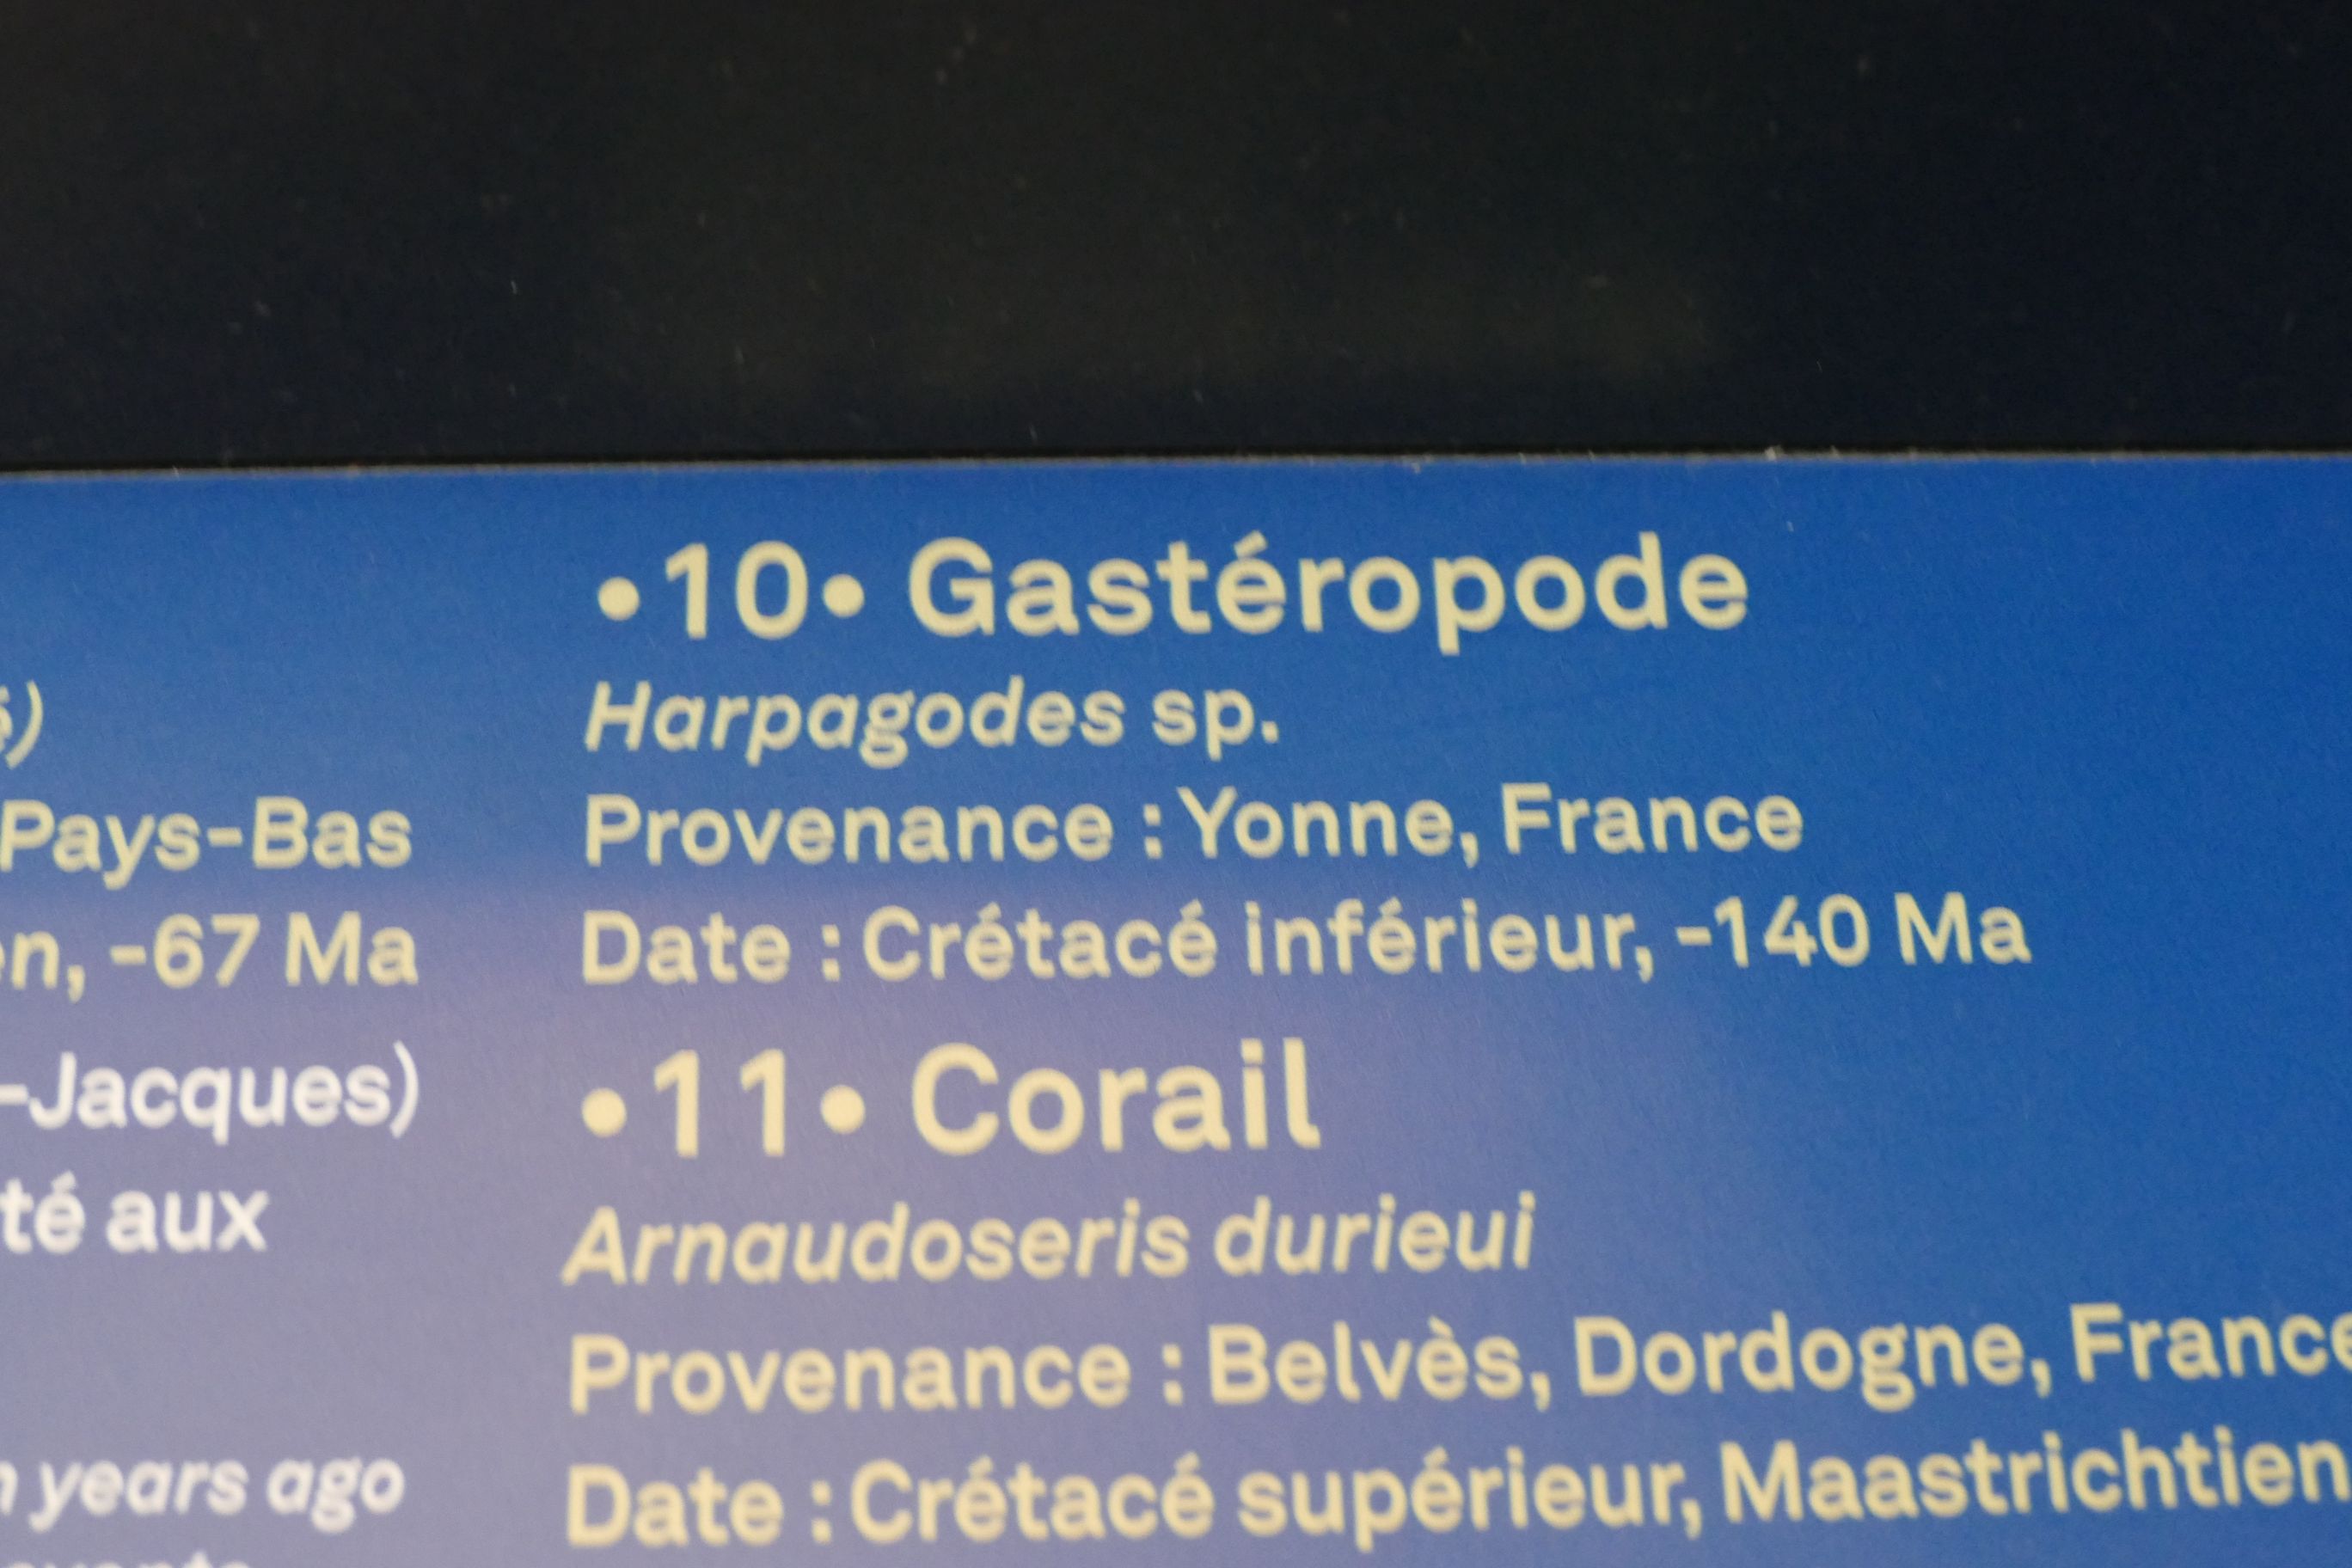 Pays-Bas
-67 Ma
-Jacques)
té aux
years ago
•10• Gastéropode
Harpagodes sp.
Provenance : Yonne, France
Date : Crétacé inférieur, -140 Ma
•11• Corail
Arnaudoseris durieui
Provenance : Belvès, Dordogne, France
Date : Crétacé supérieur, Maastrichtien